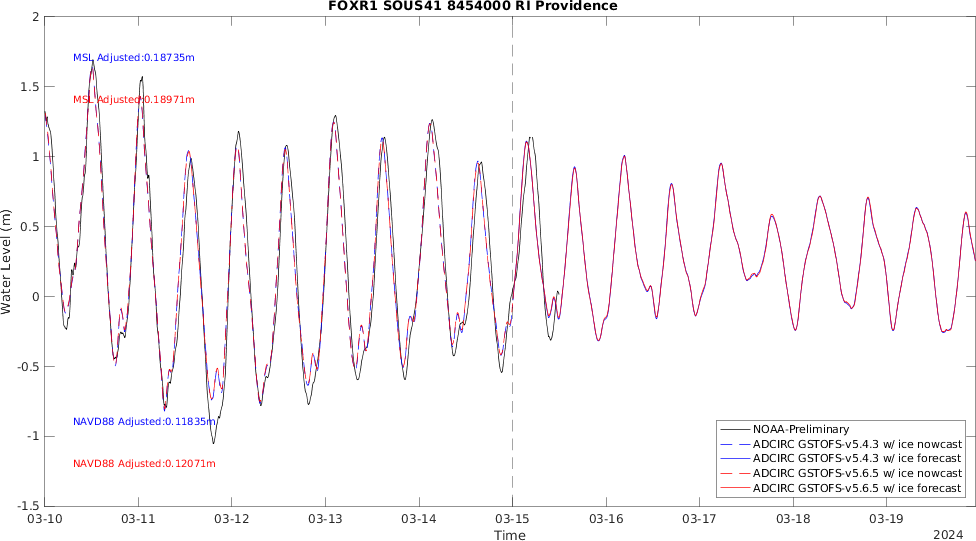 FOXR1 SOUS41 8454000 RI Providence
2
1.5
1
0.5
0
-0.5
-1
-1.5
Water Level (m)
MSL Adjusted:0.18735m
MSL Adjusted:0.18971m
NAVD88 Adjusted:0.11835m
NAVD88 Adjusted:0.12071m
NOAA-Preliminary
ADCIRC GSTOFS-v5.4.3 w/ ice nowcast
ADCIRC GSTOFS-v5.4.3 w/ ice forecast
ADCIRC GSTOFS-v5.6.5 w/ ice nowcast
ADCIRC GSTOFS-v5.6.5 w/ ice forecast
03-10 03-11 03-12 03-13 03-14 03-15 03-16 03-17 03-18 03-19
Time
2024